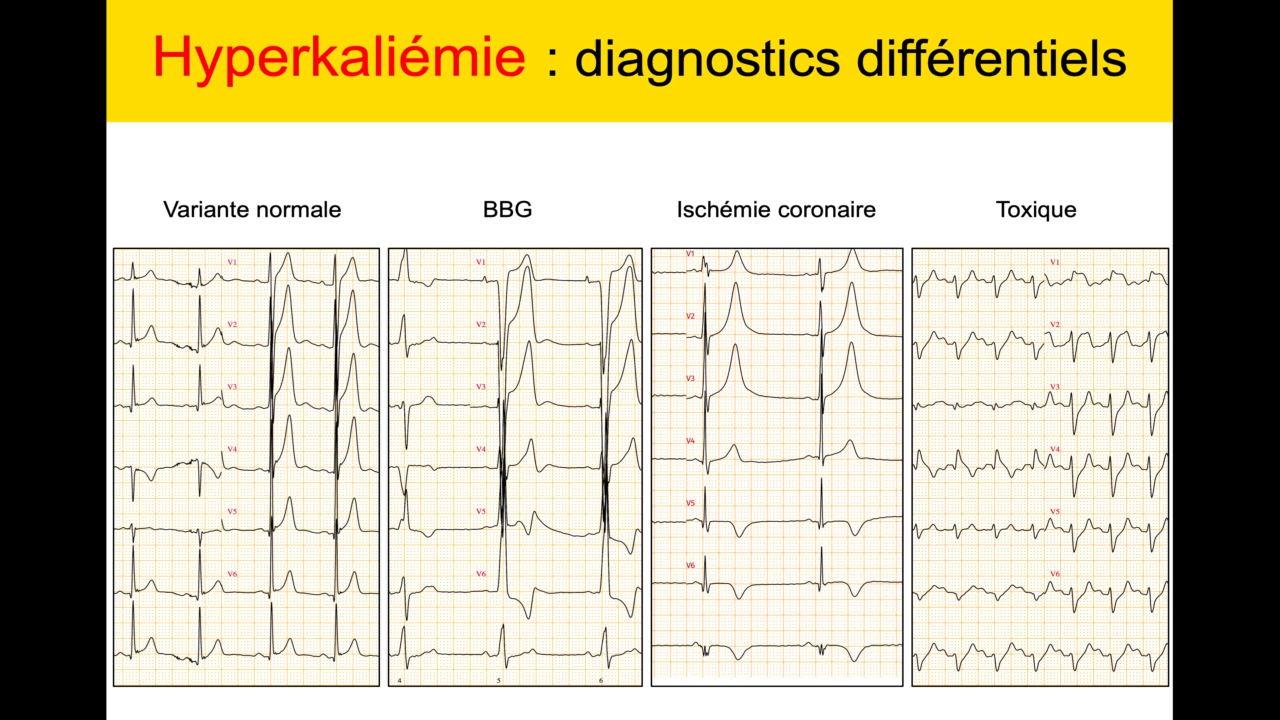 Hyperkaliémie : diagnostics différentiels
Variante normale
BBG
Ischémie coronaire
Toxique
V1
V2
V3
V4
V5
V6
V1
V2
V3
V4
V5
V6
4 5 6
V1
V2
V3
V4
V5
V6
V1
V2
V3
V4
V5
V6